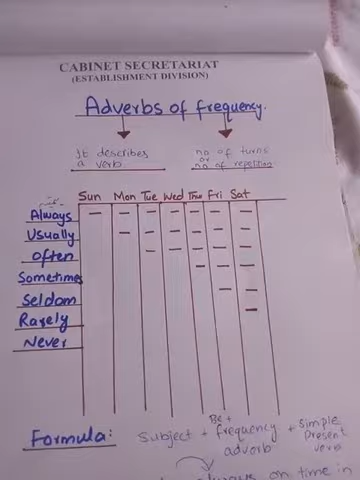 CABINET SECRETARIAT
(ESTABLISHMENT DIVISION)
Adverbs of frequency.
It describes
a verb
no of turns
or
no of repetition
Sun Mon Tue Wed Thu Fri Sat
Always
Usually
often
Sometimes
Seldom
Rarely
Never
Be +
Formula: Subject + frequency adverb + Simple Present verb
always on time in